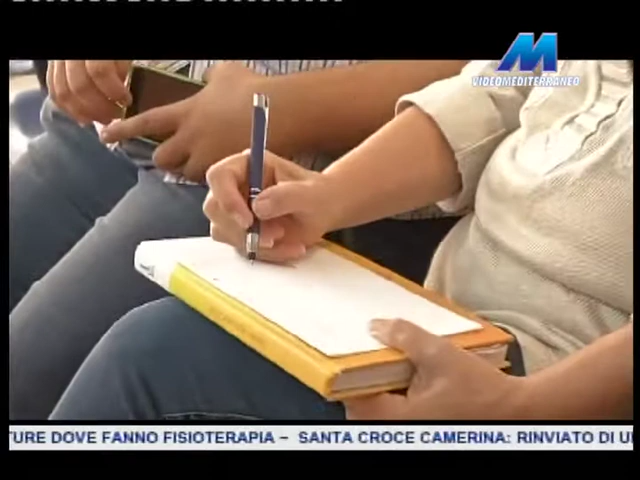 M
VIDEOMEDITERRANEO
TURE DOVE FANNO FISIOTERAPIA – SANTA CROCE CAMERINA: RINVIATO DI U